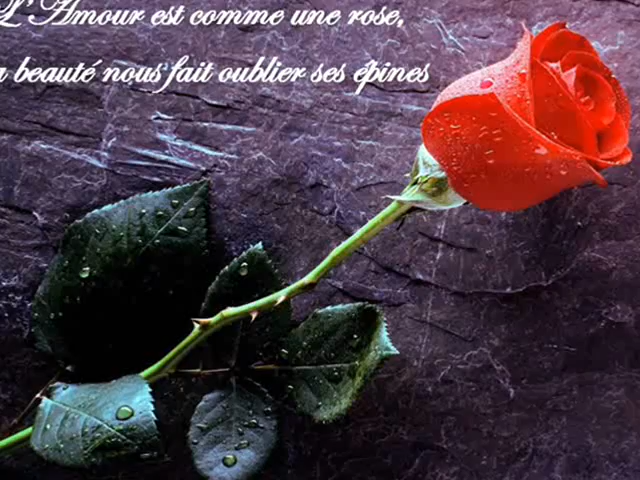 L'Amour est comme une rose,
a beauté nous fait oublier ses épines